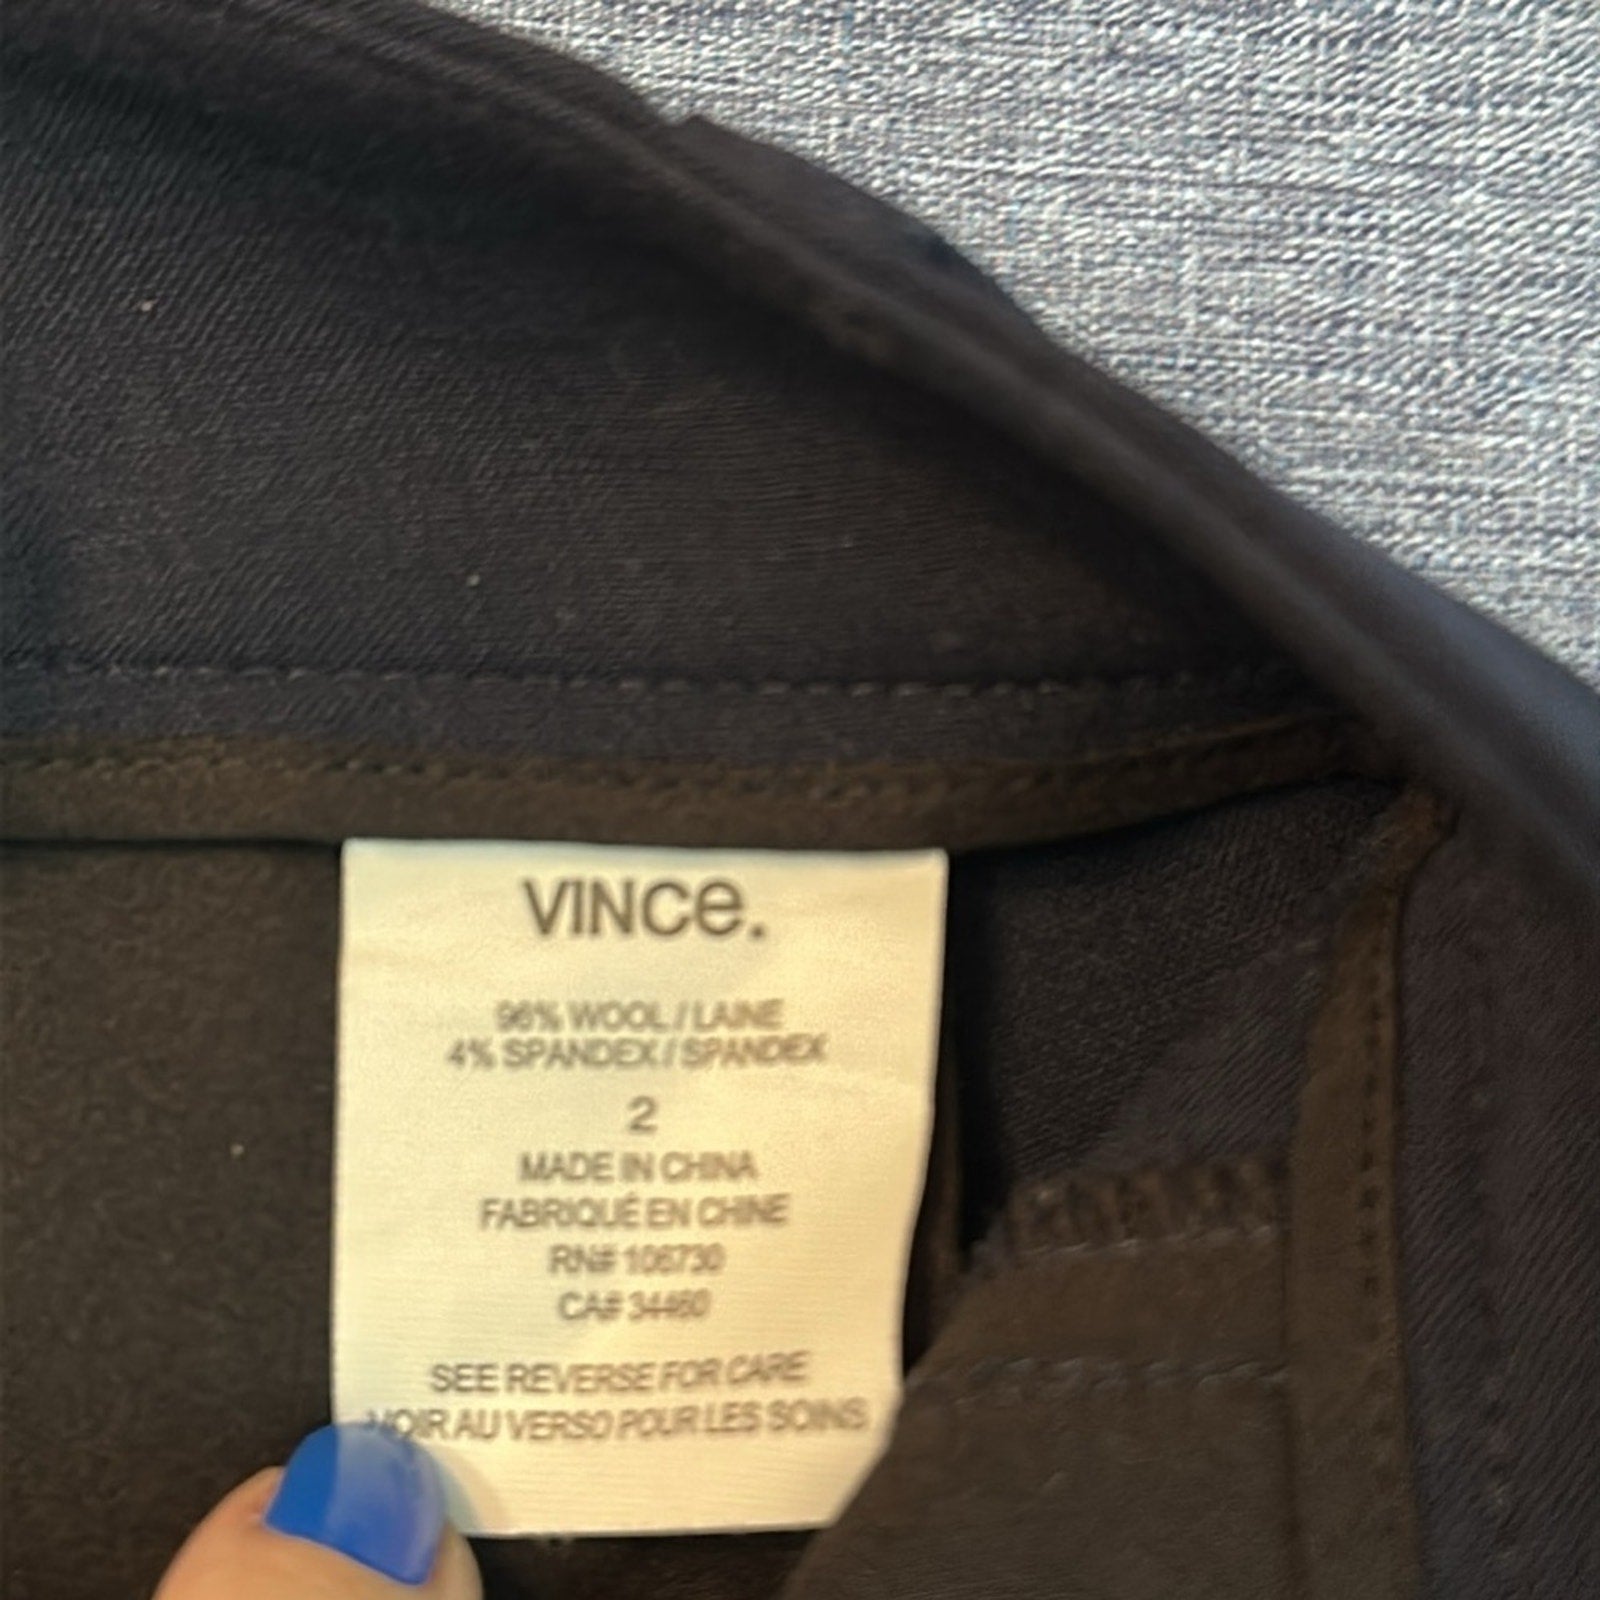 VINCe.
96% WOOL / LAINE
4% SPANDEX / SPANDEX
2
MADE IN CHINA
FABRIQUÉ EN CHINE
RN# 106730
CA# 34460
SEE REVERSE FOR CARE
VOIR AU VERSO POUR LES SOINS